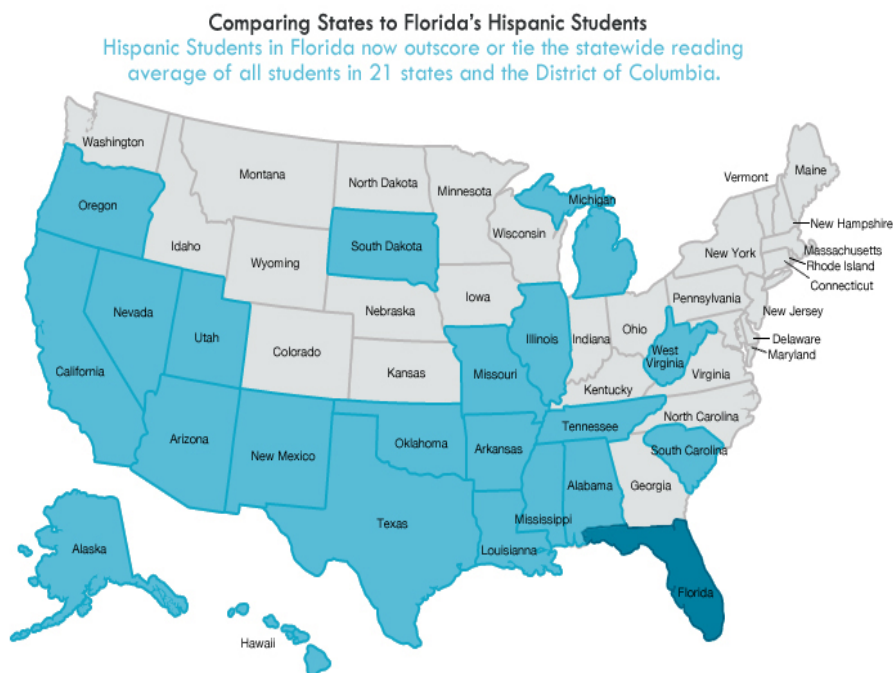 Comparing States to Florida's Hispanic Students
Hispanic Students in Florida now outscore or tie the statewide reading
average of all students in 21 states and the District of Columbia.
Washington
Montana
North Dakota
Minnesota
Michigan
Vermont
Maine
Oregon
Idaho
Wyoming
South Dakota
Wisconsin
New York
New Hampshire
Massachusetts
Rhode Island
Connecticut
Nevada
Utah
Colorado
Nebraska
Iowa
Illinois
Indiana
Ohio
Pennsylvania
New Jersey
Delaware
Maryland
California
Kansas
Missouri
Kentucky
West
Virginia
Virginia
Arizona
New Mexico
Oklahoma
Arkansas
Tennessee
North Carolina
South Carolina
Texas
Louisianna
Mississippi
Alabama
Georgia
Florida
Alaska
Hawaii